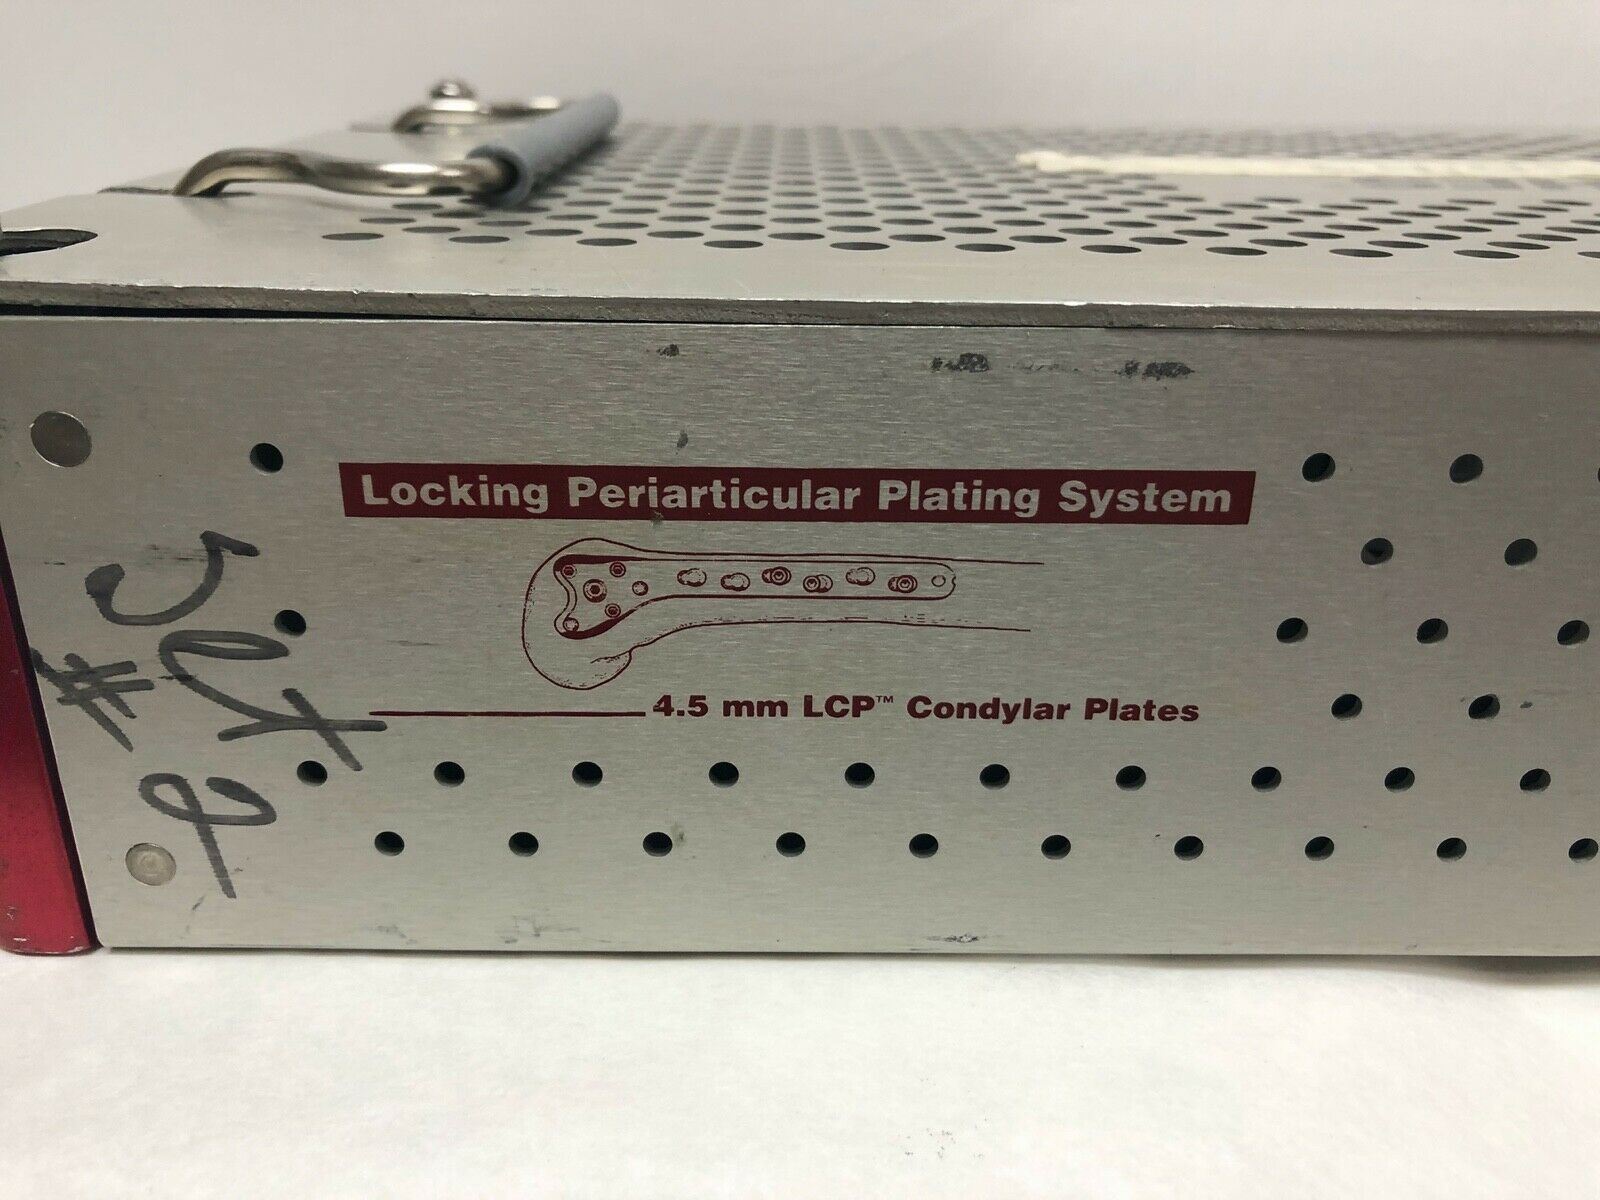 Locking Periarticular Plating System
4.5 mm LCP™ Condylar Plates
Set
#
2